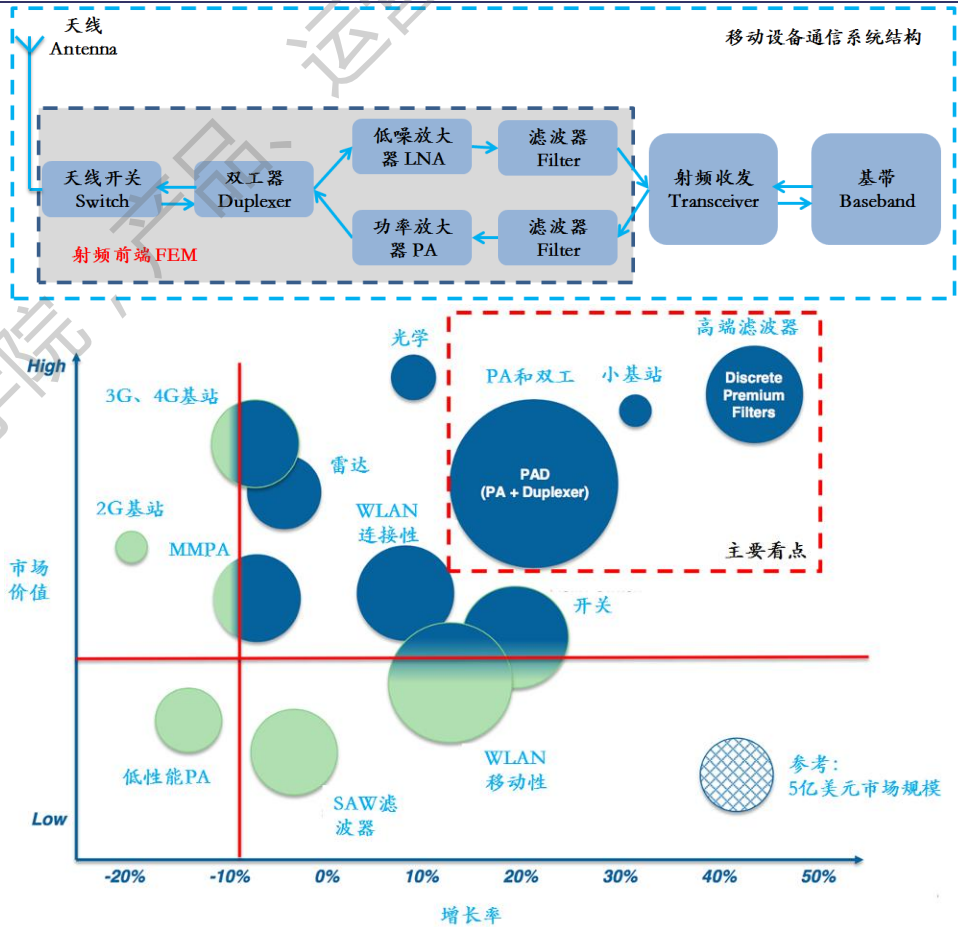 天线
Antenna
移动设备通信系统结构
低噪放大
器 LNA
滤波器
Filter
天线开关
Switch
双工器
Duplexer
射频收发
Transceiver
基带
Baseband
功率放大
器 PA
滤波器
Filter
射频前端 FEM
学院
产品、运营
光学
高端滤波器
High
PA和双工
小基站
Discrete
Premium
Filters
3G、4G基站
雷达
PAD
(PA + Duplexer)
WLAN
连接性
2G基站
MMPA
主要看点
市场
价值
开关
低性能PA
WLAN
移动性
SAW滤
波器
参考:
5亿美元市场规模
Low
-20%
-10%
0%
10%
20%
30%
40%
50%
增长率